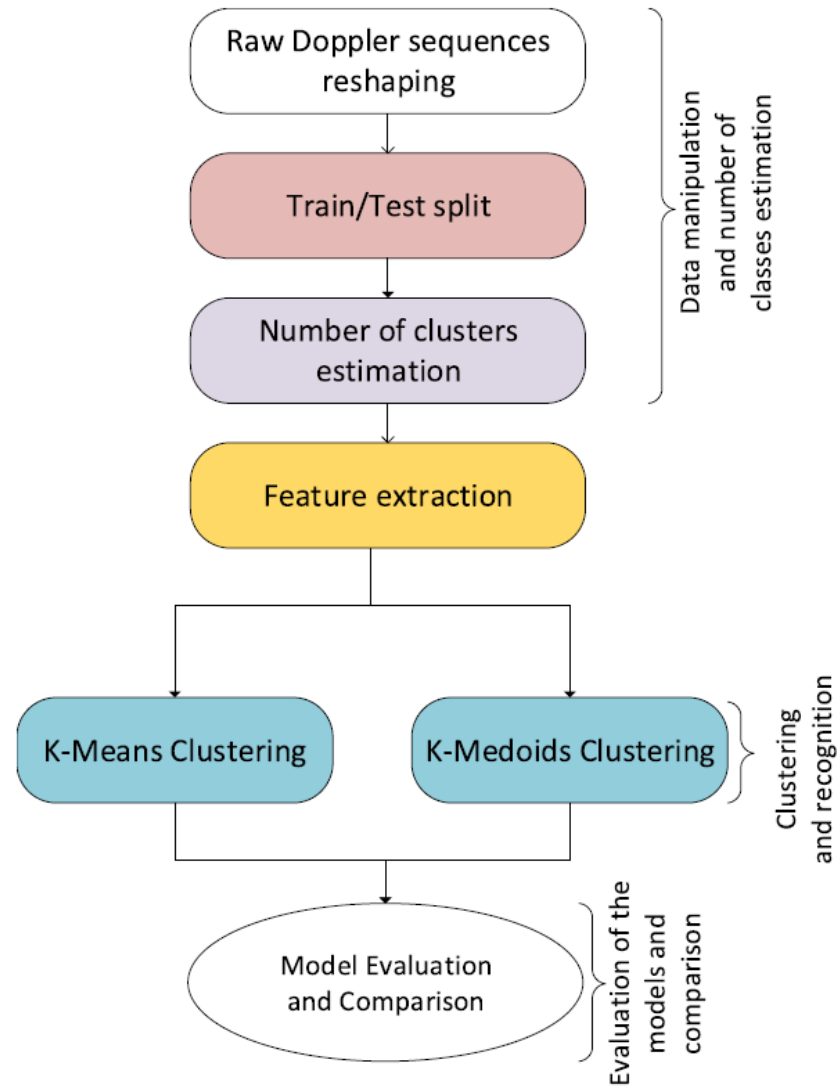 Raw Doppler sequences
reshaping
Train/Test split
Number of clusters
estimation
Data manipulation
and number of
classes estimation
Feature extraction
K-Means Clustering
K-Medoids Clustering
Clustering
and recognition
Model Evaluation
and Comparison
Evaluation of the
models and
comparison